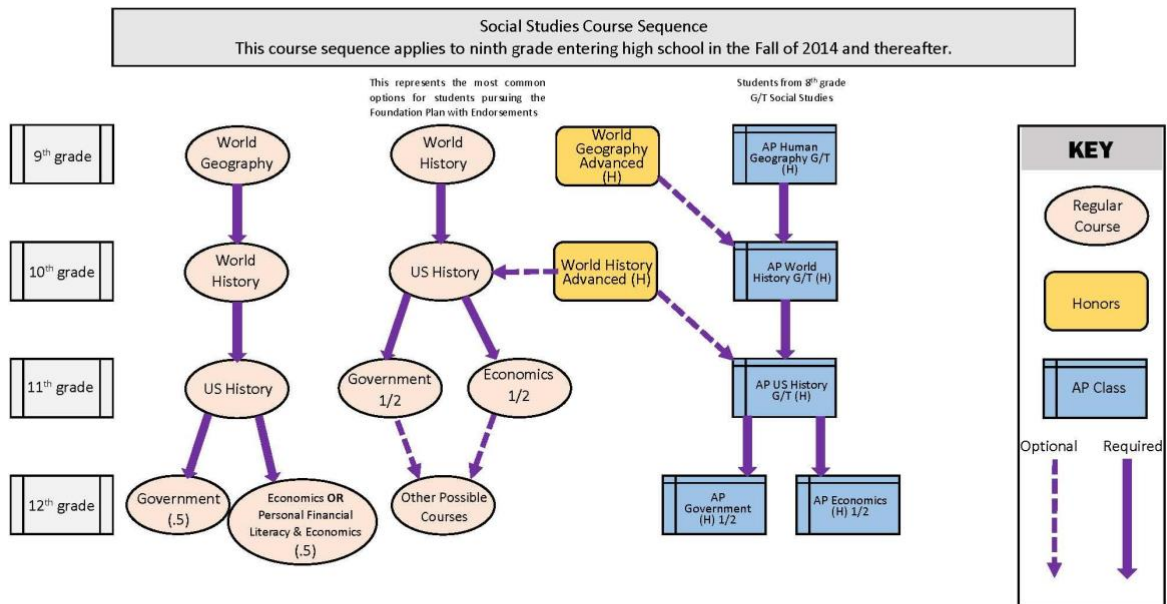 Social Studies Course Sequence
This course sequence applies to ninth grade entering high school in the Fall of 2014 and thereafter.
This represents the most common
options for students pursuing the
Foundation Plan with Endorsements
Students from 8th grade
G/T Social Studies
9th grade
World
Geography
World
History
World
Geography
Advanced
(H)
AP Human
Geography G/T
(H)
10th grade
World
History
US History
World History
Advanced (H)
AP World
History G/T (H)
11th grade
US History
Government
1/2
Economics
1/2
AP US History
G/T (H)
12th grade
Government
(.5)
Economics OR
Personal Financial
Literacy & Economics
(.5)
Other Possible
Courses
AP
Government
(H) 1/2
AP Economics
(H) 1/2
KEY
Regular
Course
Honors
AP Class
Optional
Required